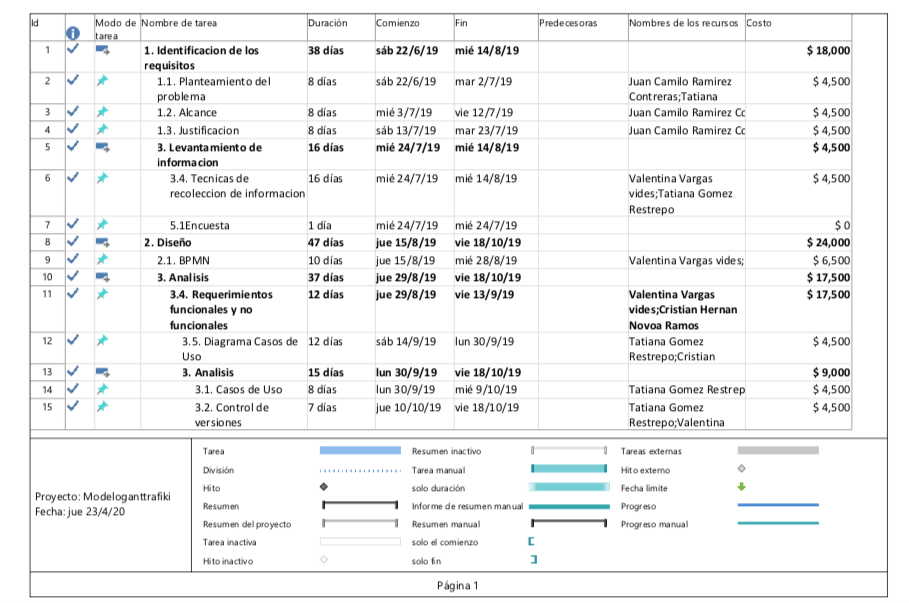 Id Modo de tarea Nombre de tarea Duración Comienzo Fin Predecesoras Nombres de los recursos Costo
1 1. Identificacion de los requisitos 38 días sáb 22/6/19 mié 14/8/19 $ 18,000
2 1.1. Planteamiento del problema 8 días sáb 22/6/19 mar 2/7/19 Juan Camilo Ramirez Contreras;Tatiana $ 4,500
3 1.2. Alcance 8 días mié 3/7/19 vie 12/7/19 Juan Camilo Ramirez Co $ 4,500
4 1.3. Justificacion 8 días sáb 13/7/19 mar 23/7/19 Juan Camilo Ramirez Co $ 4,500
5 3. Levantamiento de informacion 16 días mié 24/7/19 mié 14/8/19 $ 4,500
6 3.4. Tecnicas de recoleccion de informacion 16 días mié 24/7/19 mié 14/8/19 Valentina Vargas vides;Tatiana Gomez Restrepo $ 4,500
7 5.1Encuesta 1 día mié 24/7/19 mié 24/7/19 $ 0
8 2. Diseño 47 días jue 15/8/19 vie 18/10/19 $ 24,000
9 2.1. BPMN 10 días jue 15/8/19 mié 28/8/19 Valentina Vargas vides; $ 6,500
10 3. Analisis 37 días jue 29/8/19 vie 18/10/19 $ 17,500
11 3.4. Requerimientos funcionales y no funcionales 12 días jue 29/8/19 vie 13/9/19 Valentina Vargas vides;Cristian Hernan Novoa Ramos $ 17,500
12 3.5. Diagrama Casos de Uso 12 días sáb 14/9/19 lun 30/9/19 Tatiana Gomez Restrepo;Cristian $ 4,500
13 3. Analisis 15 días lun 30/9/19 vie 18/10/19 $ 9,000
14 3.1. Casos de Uso 8 días lun 30/9/19 mié 9/10/19 Tatiana Gomez Restrep $ 4,500
15 3.2. Control de versiones 7 días jue 10/10/19 vie 18/10/19 Tatiana Gomez Restrepo;Valentina $ 4,500
Proyecto: Modeloganttrafiki
Fecha: jue 23/4/20
Tarea
División
Hito
Resumen
Resumen del proyecto
Tarea inactiva
Hito inactivo
Resumen inactivo
Tarea manual
solo duración
Informe de resumen manual
Resumen manual
solo el comienzo
solo fin
Tareas externas
Hito externo
Fecha límite
Progreso
Progreso manual
Página 1